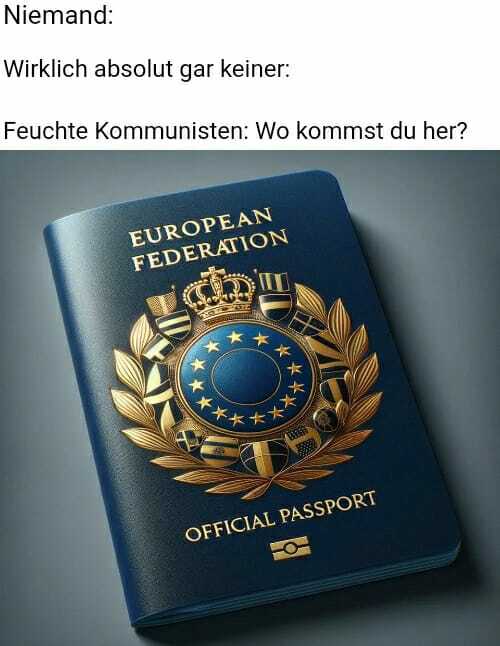 Niemand:
Wirklich absolut gar keiner:
Feuchte Kommunisten: Wo kommst du her?
EUROPEAN
FEDERATION
OFFICIAL PASSPORT